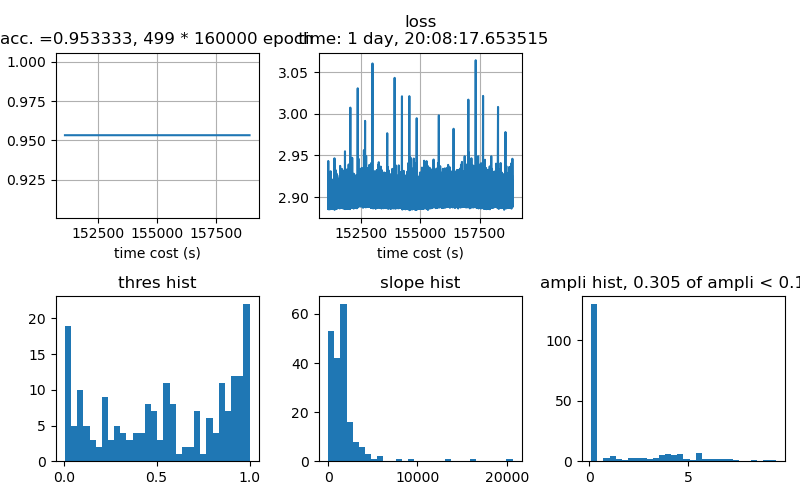 acc. =0.953333, 499 * 160000 epoch
loss
time: 1 day, 20:08:17.653515
1.000
0.975
0.950
0.925
152500 155000 157500
time cost (s)
3.05
3.00
2.95
2.90
152500 155000 157500
time cost (s)
thres hist
20
15
10
5
0
0.0 0.5 1.0
slope hist
60
40
20
0
0 10000 20000
ampli hist, 0.305 of ampli < 0.1
100
50
0
0 5